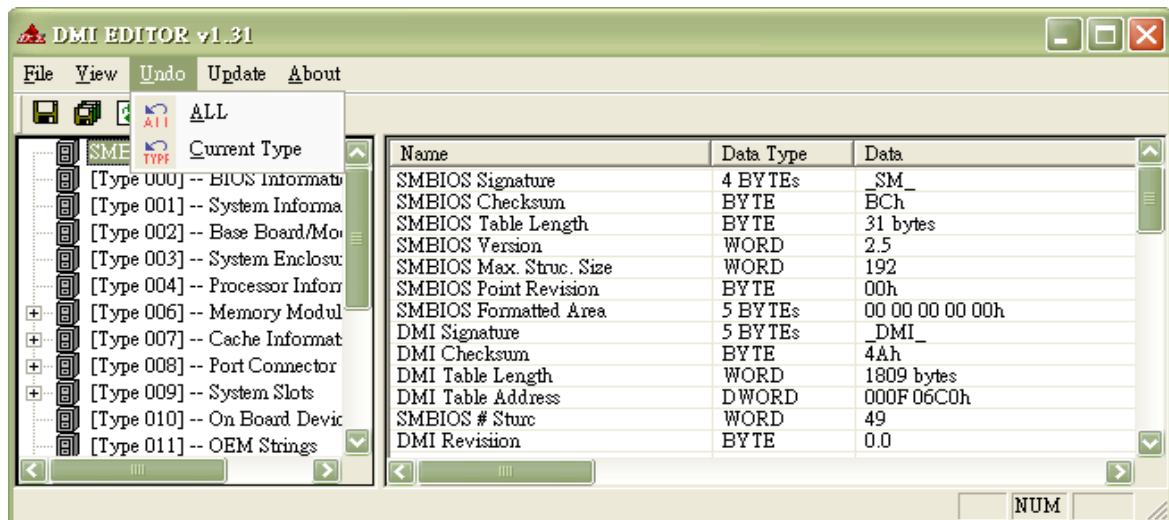 DMI EDITOR v1.31
File View Undo Update About
ALL
ALL
TYPE Current Type
SME
[Type 000] -- BIOS Informati
[Type 001] -- System Informa
[Type 002] -- Base Board/Mo
[Type 003] -- System Enclosu
[Type 004] -- Processor Inform
[Type 006] -- Memory Modul
[Type 007] -- Cache Informat
[Type 008] -- Port Connector
[Type 009] -- System Slots
[Type 010] -- On Board Devic
[Type 011] -- OEM Strings
Name Data Type Data
SMBIOS Signature 4 BYTEs _SM_
SMBIOS Checksum BYTE BCh
SMBIOS Table Length BYTE 31 bytes
SMBIOS Version WORD 2.5
SMBIOS Max. Struc. Size WORD 192
SMBIOS Point Revision BYTE 00h
SMBIOS Formatted Area 5 BYTEs 00 00 00 00 00h
DMI Signature 5 BYTEs _DMI_
DMI Checksum BYTE 4Ah
DMI Table Length WORD 1809 bytes
DMI Table Address DWORD 000F06C0h
SMBIOS # Sturc WORD 49
DMI Revisiion BYTE 0.0
NUM